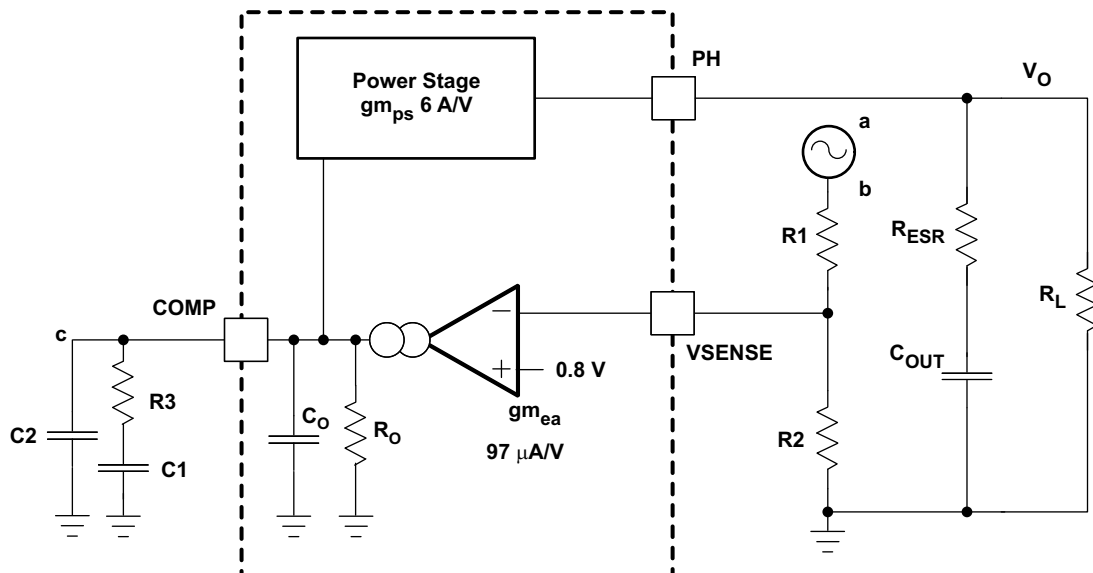 Power Stage
gm_ps 6 A/V
PH
V_O
a
b
R1
R_ESR
R_L
COMP
c
VSENSE
−
+
0.8 V
C_OUT
R3
C_O
R_O
gm_ea
97 μA/V
C2
C1
R2